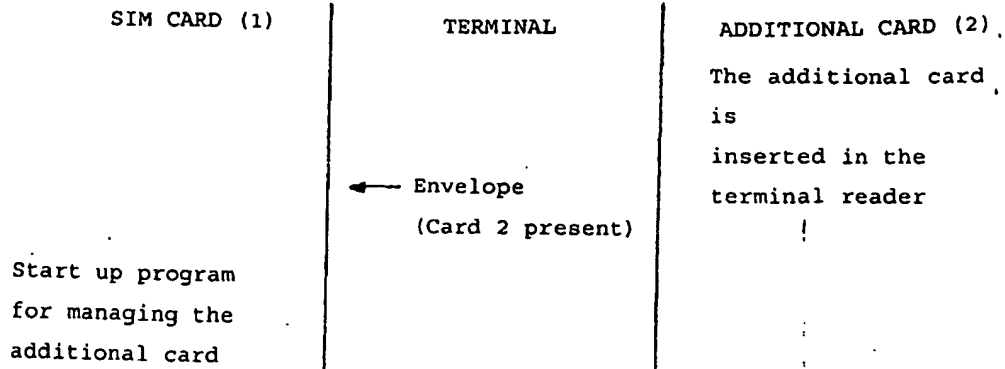 SIM CARD (1)
TERMINAL
ADDITIONAL CARD (2)
The additional card
is
inserted in the
terminal reader
Envelope
(Card 2 present)
Start up program
for managing the
additional card